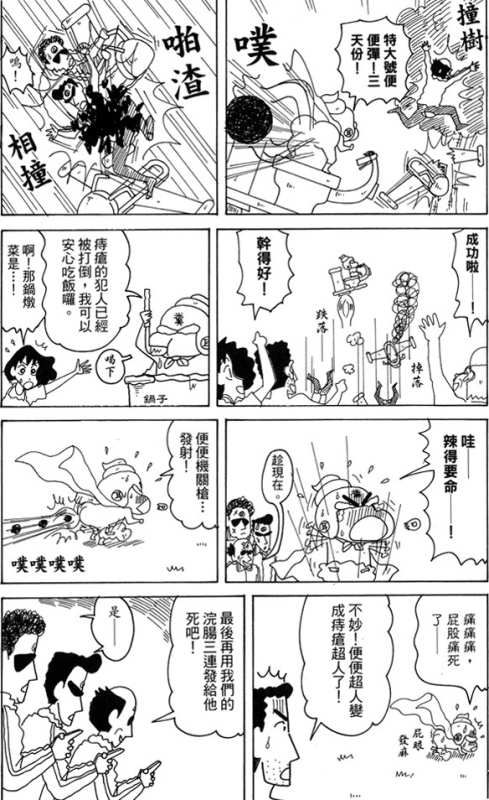 撞樹
特大號便
便彈！三
天份！
噗
啪渣
嗚！
相撞
成功啦——！
幹得好！
跌落
掉落
痔瘡的犯人已經
被打倒，我可以
安心吃飯囉。
嗚下
鍋子
啊！那鍋燉
菜是…！
哇——
辣得要命——！
趁現在。
便便機關槍…
發射！
噗噗噗噗
痛痛痛，
屁股痛死
了——
屁眼
發麻
不妙！便便超人變
成痔瘡超人了！
最後再用我們的
浣腸三連發給他
死吧！
是——